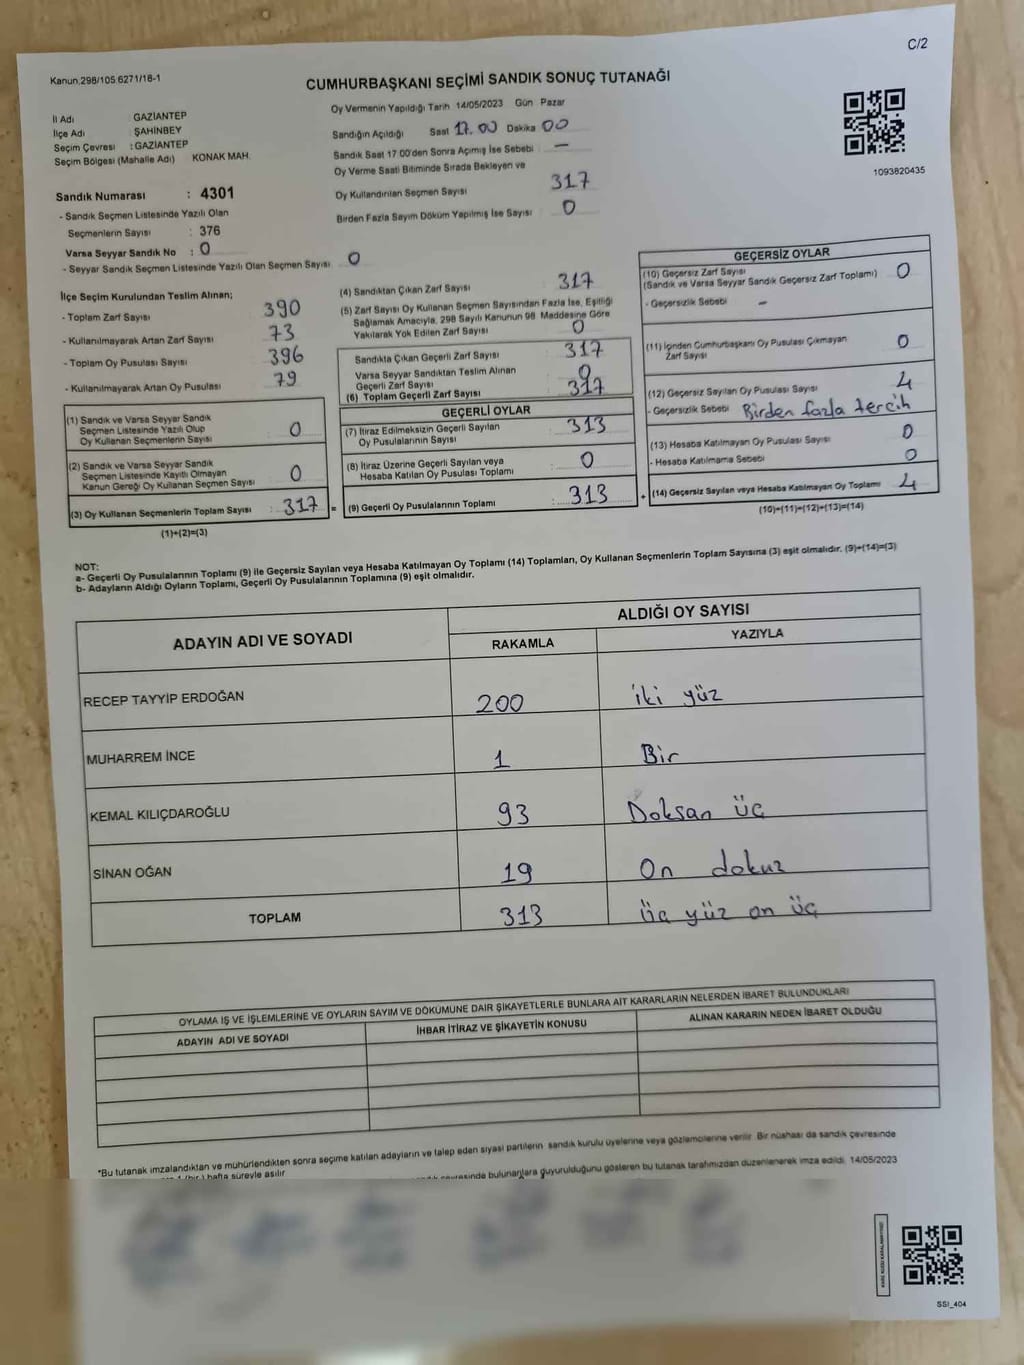 C/2
Kanun.298/105.6271/18-1
CUMHURBAŞKANI SEÇİMİ SANDIK SONUÇ TUTANAĞI
İl Adı : GAZİANTEP
İlçe Adı : ŞAHİNBEY
Seçim Çevresi : GAZİANTEP
Seçim Bölgesi (Mahalle Adı) KONAK MAH.
Oy Vermenin Yapıldığı Tarih 14/05/2023 Gün Pazar
Sandığın Açıldığı Saat 17.00 Dakika 00
Sandık Saat 17.00'den Sonra Açımış İse Sebebi : —
Oy Verme Saati Bitiminde Sırada Bekleyen ve
Oy Kullandırılan Seçmen Sayısı 317
Birden Fazla Sayım Döküm Yapılmış İse Sayısı 0
1093820435
Sandık Numarası : 4301
- Sandık Seçmen Listesinde Yazılı Olan
Seçmenlerin Sayısı : 376
Varsa Seyyar Sandık No : 0
- Seyyar Sandık Seçmen Listesinde Yazılı Olan Seçmen Sayısı 0
İlçe Seçim Kurulundan Teslim Alınan;
- Toplam Zarf Sayısı 390
- Kullanılmayarak Artan Zarf Sayısı 73
- Toplam Oy Pusulası Sayısı 396
- Kullanılmayarak Artan Oy Pusulası 79
(1) Sandık ve Varsa Seyyar Sandık
Seçmen Listesinde Yazılı Olup
Oy Kullanan Seçmenlerin Sayısı : 0
(2) Sandık ve Varsa Seyyar Sandık
Seçmen Listesinde Kayıtlı Olmayan
Kanun Gereği Oy Kullanan Seçmen Sayısı 0
(3) Oy Kullanan Seçmenlerin Toplam Sayısı : 317
(1)+(2)=(3)
(4) Sandıktan Çıkan Zarf Sayısı 317
(5) Zarf Sayısı Oy Kullanan Seçmen Sayısından Fazla İse, Eşitliği
Sağlamak Amacıyla, 298 Sayılı Kanunun 98. Maddesine Göre
Yakılarak Yok Edilen Zarf Sayısı 0
Sandıkta Çıkan Geçerli Zarf Sayısı 317
Varsa Seyyar Sandıktan Teslim Alınan
Geçerli Zarf Sayısı 0
(6) Toplam Geçerli Zarf Sayısı 317
GEÇERLİ OYLAR
(7) İtiraz Edilmeksizin Geçerli Sayılan
Oy Pusulalarının Sayısı 313
(8) İtiraz Üzerine Geçerli Sayılan veya
Hesaba Katılan Oy Pusulası Toplamı 0
= (9) Geçerli Oy Pusulalarının Toplamı 313
GEÇERSİZ OYLAR
(10) Geçersiz Zarf Sayısı
(Sandık ve Varsa Seyyar Sandık Geçersiz Zarf Toplamı) 0
- Geçersizlik Sebebi –
(11) İçinden Cumhurbaşkanı Oy Pusulası Çıkmayan
Zarf Sayısı 0
(12) Geçersiz Sayılan Oy Pusulası Sayısı 4
- Geçersizlik Sebebi Birden fazla tercih
(13) Hesaba Katılmayan Oy Pusulası Sayısı 0
- Hesaba Katılmama Sebebi 0
+ (14) Geçersiz Sayılan veya Hesaba Katılmayan Oy Toplamı 4
(10)+(11)+(12)+(13)=(14)
NOT:
a- Geçerli Oy Pusulalarının Toplamı (9) ile Geçersiz Sayılan veya Hesaba Katılmayan Oy Toplamı (14) Toplamları, Oy Kullanan Seçmenlerin Toplam Sayısına (3) eşit olmalıdır. (9)+(14)=(3)
b- Adayların Aldığı Oyların Toplamı, Geçerli Oy Pusulalarının Toplamına (9) eşit olmalıdır.
ADAYIN ADI VE SOYADI
ALDIĞI OY SAYISI
RAKAMLA YAZIYLA
RECEP TAYYİP ERDOĞAN 200 iki yüz
MUHARREM İNCE 1 Bir
KEMAL KILIÇDAROĞLU 93 Doksan üç
SİNAN OĞAN 19 On dokuz
TOPLAM 313 üç yüz on üç
OYLAMA İŞ VE İŞLEMLERİNE VE OYLARIN SAYIM VE DÖKÜMÜNE DAİR ŞİKAYETLERLE BUNLARA AİT KARARLARIN NELERDEN İBARET BULUNDUKLARI
ADAYIN ADI VE SOYADI İHBAR İTİRAZ VE ŞİKAYETİN KONUSU ALINAN KARARIN NEDEN İBARET OLDUĞU
*Bu tutanak imzalandıktan ve mühürlendikten sonra seçime katılan adayların ve talep eden siyasi partilerin sandık kurulu üyelerine veya gözlemcilerine verilir. Bir nüshası da sandık çevresinde
1 (bir) hafta süreyle asılır.
çevresinde bulunanlara duyurulduğunu gösteren bu tutanak tarafımızdan düzenlenerek imza edildi. 14/05/2023
SSI_404